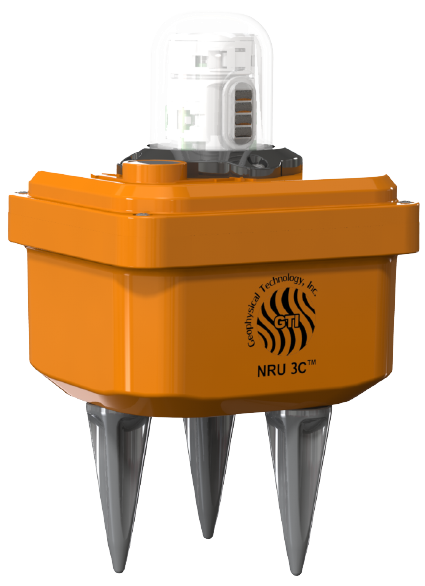 Geophysical Technology, Inc.
GTI
NRU 3C™